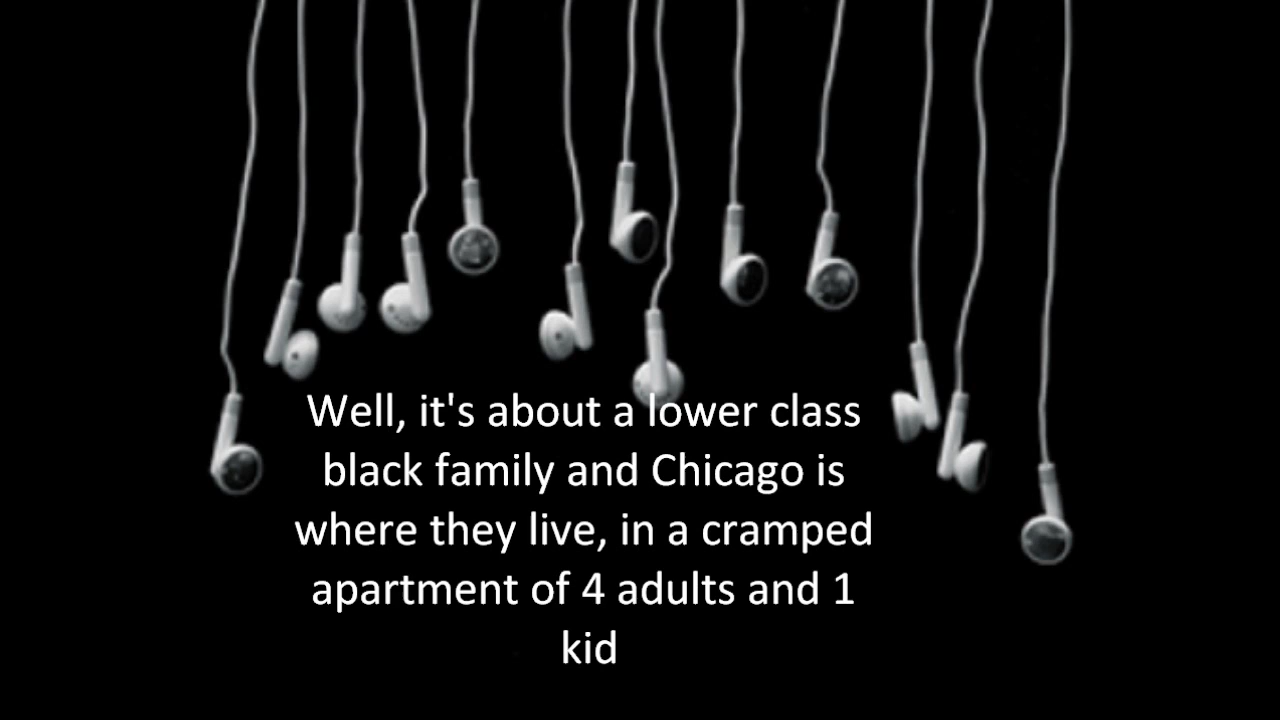 Well, it's about a lower class
black family and Chicago is
where they live, in a cramped
apartment of 4 adults and 1
kid